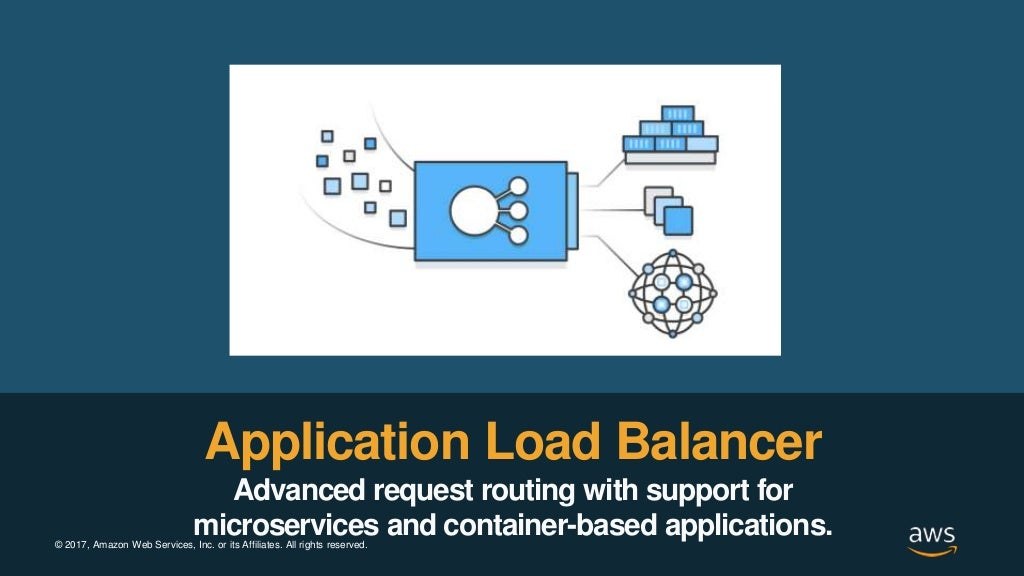 Application Load Balancer
Advanced request routing with support for
microservices and container-based applications.
© 2017, Amazon Web Services, Inc. or its Affiliates. All rights reserved.
aws